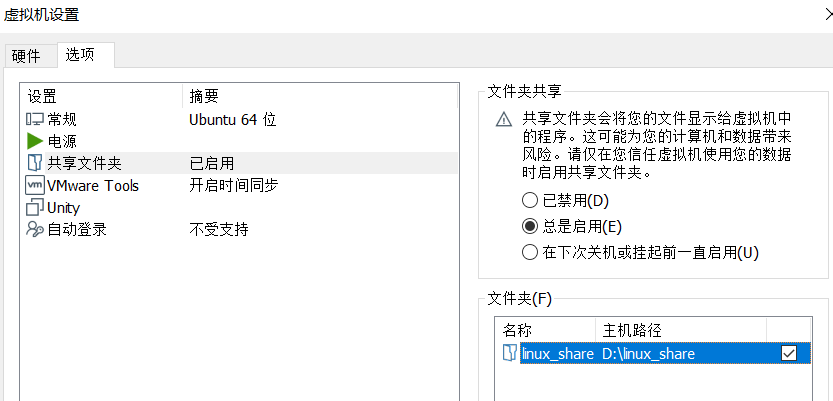 虚拟机设置
硬件 选项
设置 摘要
常规 Ubuntu 64 位
电源
共享文件夹 已启用
VMware Tools 开启时间同步
Unity
自动登录 不受支持
文件夹共享
共享文件夹会将您的文件显示给虚拟机中
的程序。这可能为您的计算机和数据带来
风险。请仅在您信任虚拟机使用您的数据
时启用共享文件夹。
已禁用(D)
总是启用(E)
在下次关机或挂起前一直启用(U)
文件夹(F)
名称 主机路径
linux_share D:\linux_share